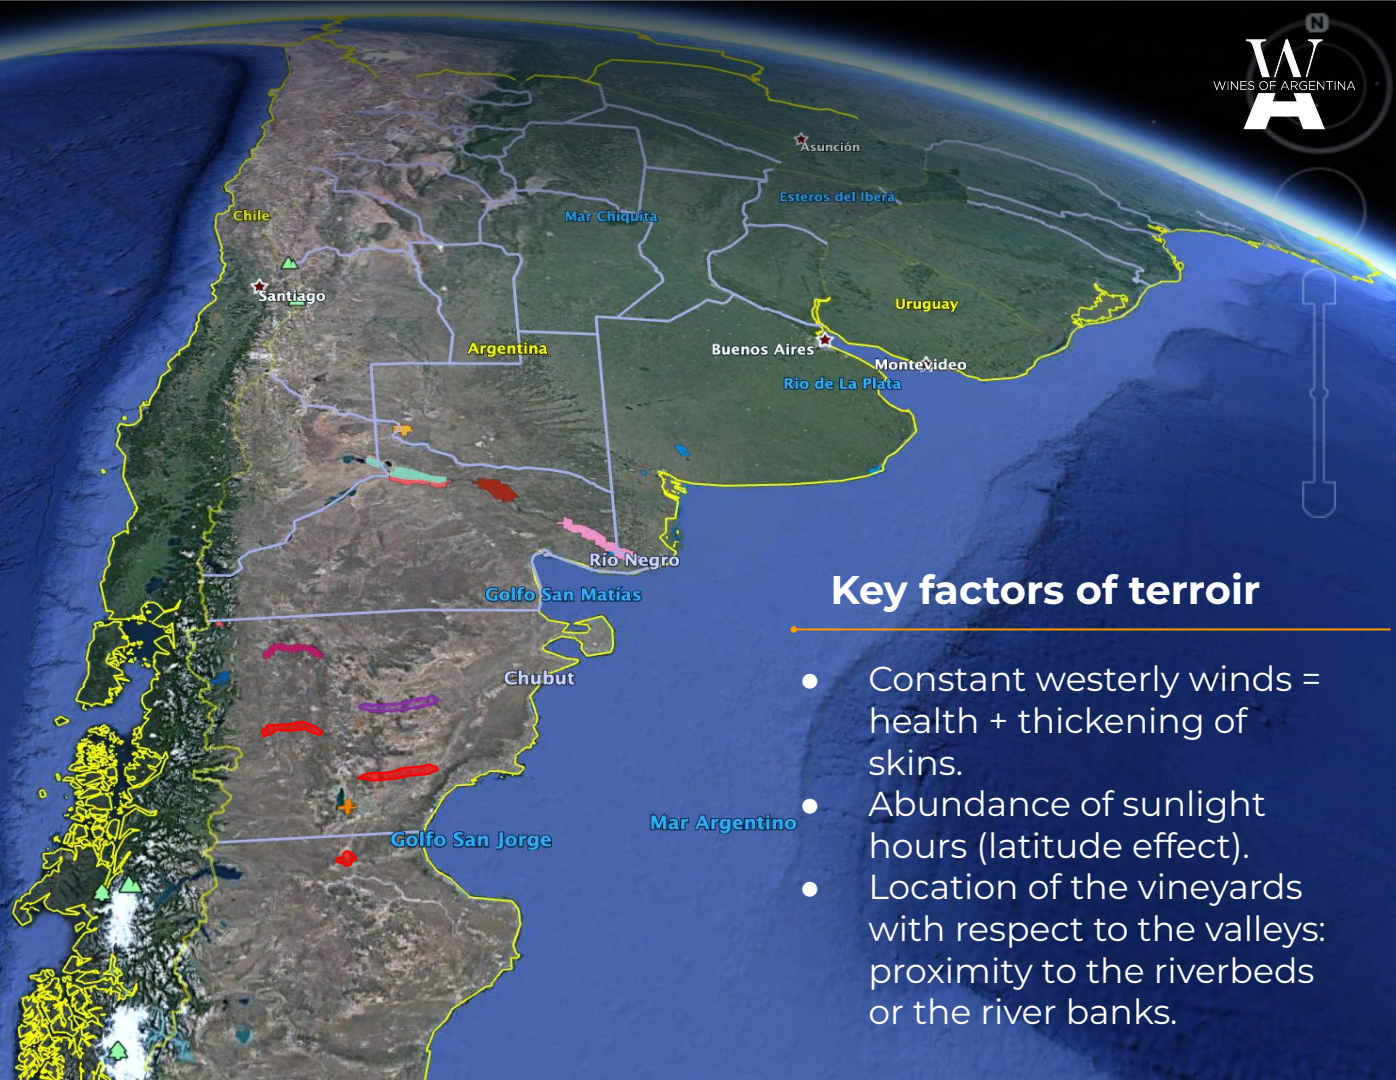 N
W
WINES OF ARGENTINA
A
Asunción
Esteros del Iberá
Mar Chiquita
Chile
Santiago
Uruguay
Argentina
Buenos Aires
Montevideo
Rio de La Plata
Río Negro
Golfo San Matías
Chubut
Golfo San Jorge
Mar Argentino
Key factors of terroir
● Constant westerly winds =
health + thickening of
skins.
● Abundance of sunlight
hours (latitude effect).
● Location of the vineyards
with respect to the valleys:
proximity to the riverbeds
or the river banks.